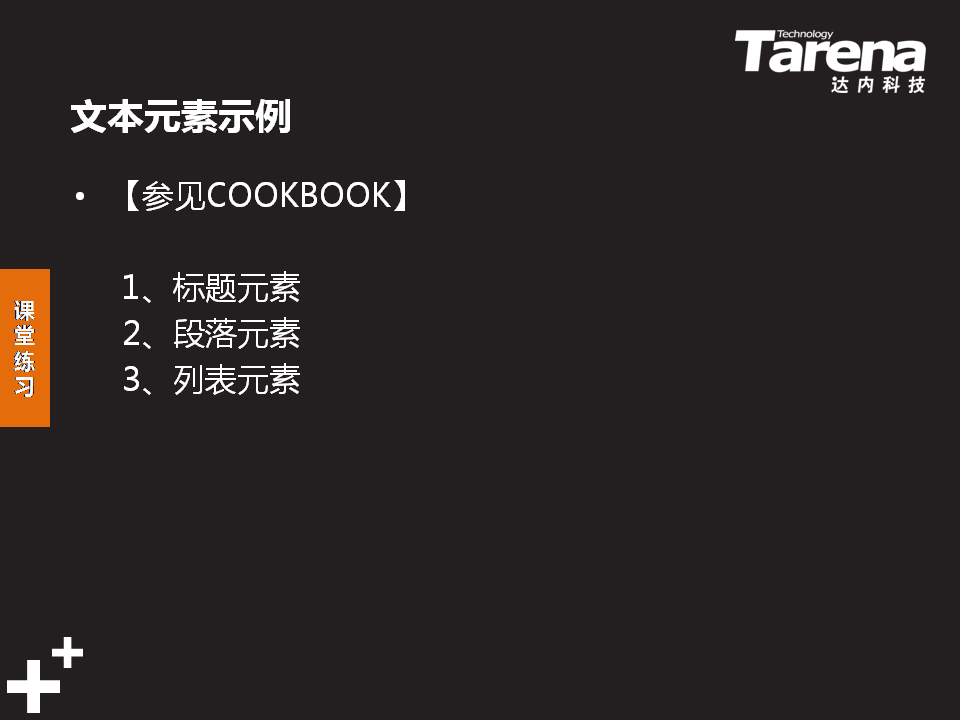 Technology
Tarena
达内科技
文本元素示例
• 【参见COOKBOOK】
1、标题元素
2、段落元素
3、列表元素
课堂练习